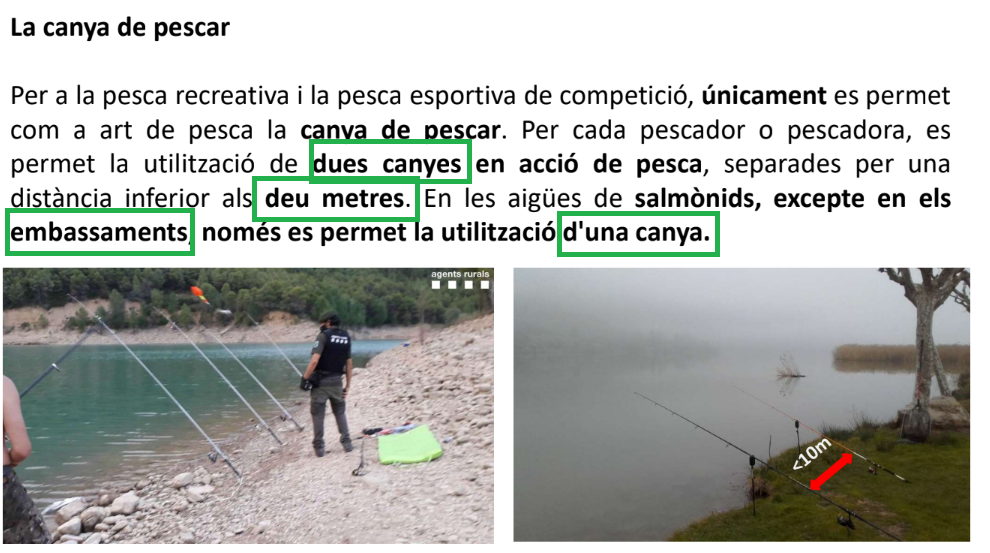 La canya de pescar
Per a la pesca recreativa i la pesca esportiva de competició, únicament es permet
com a art de pesca la canya de pescar. Per cada pescador o pescadora, es
permet la utilització de dues canyes en acció de pesca, separades per una
distància inferior als deu metres. En les aigües de salmònids, excepte en els
embassaments, només es permet la utilització d'una canya.
agents rurals
<10m